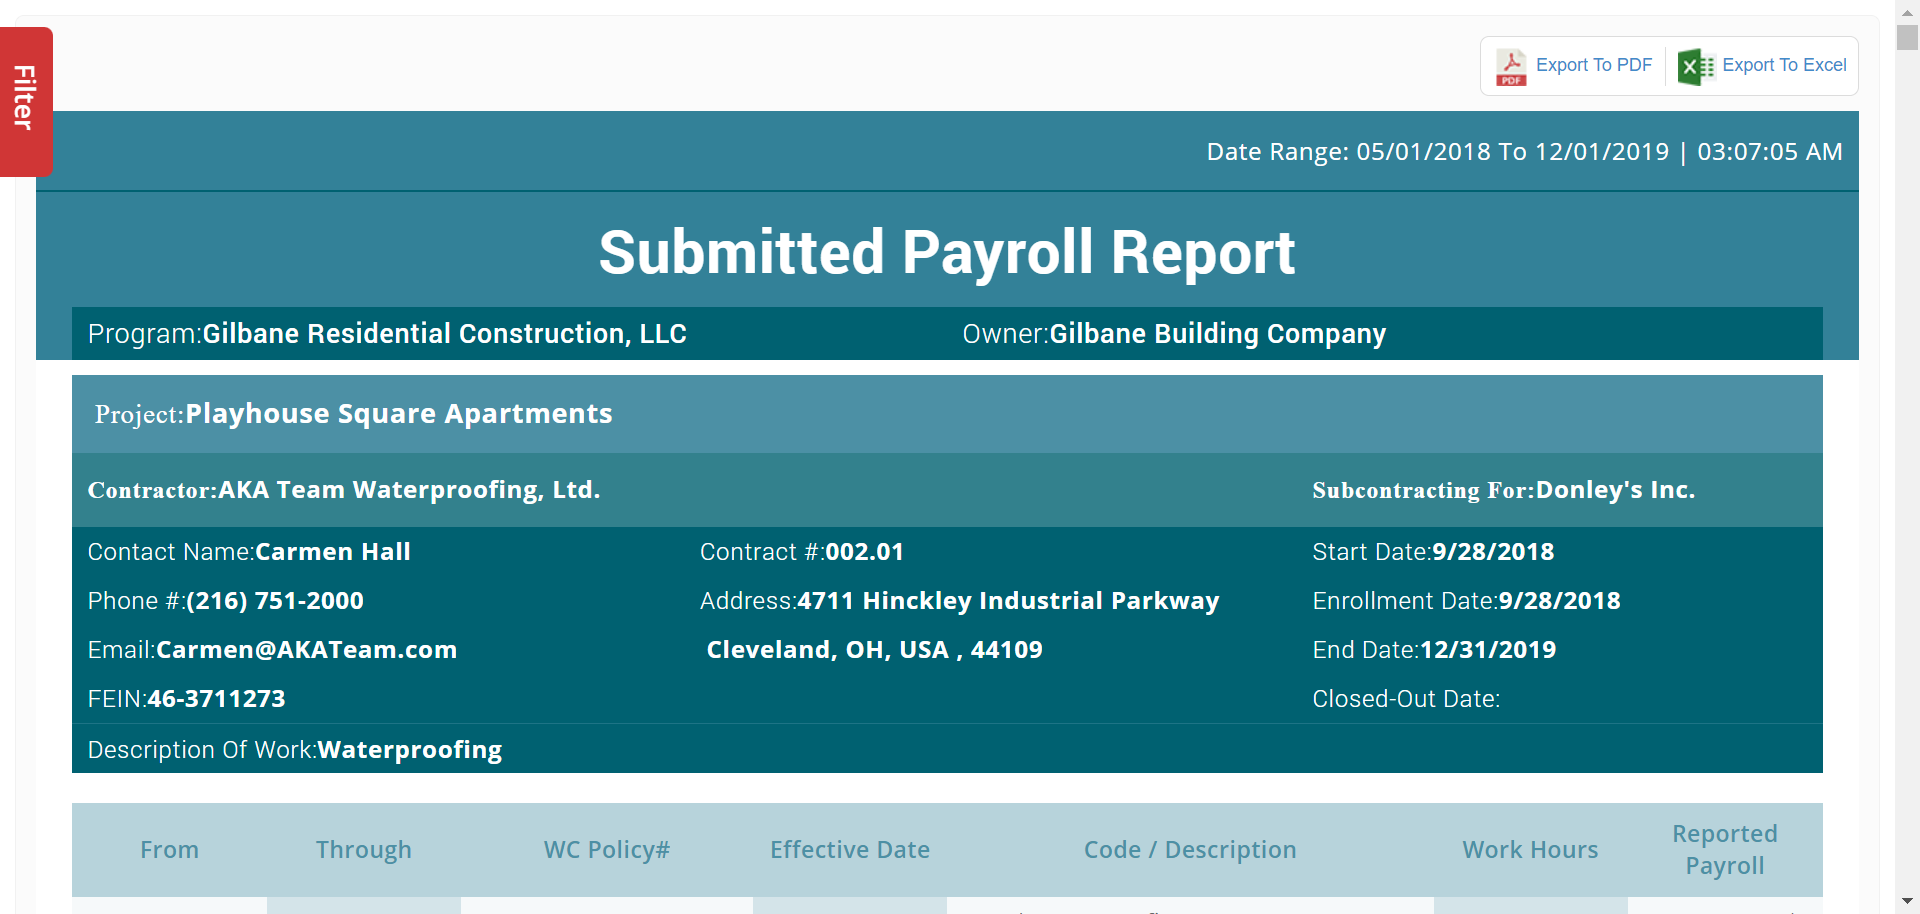 Filter
PDF Export To PDF
Export To Excel
Date Range: 05/01/2018 To 12/01/2019 | 03:07:05 AM
Submitted Payroll Report
Program:Gilbane Residential Construction, LLC
Owner:Gilbane Building Company
Project:Playhouse Square Apartments
Contractor:AKA Team Waterproofing, Ltd.
Subcontracting For:Donley's Inc.
Contact Name:Carmen Hall
Contract #:002.01
Start Date:9/28/2018
Phone #:(216) 751-2000
Address:4711 Hinckley Industrial Parkway
Enrollment Date:9/28/2018
Email:Carmen@AKATeam.com
Cleveland, OH, USA , 44109
End Date:12/31/2019
FEIN:46-3711273
Closed-Out Date:
Description Of Work:Waterproofing
From
Through
WC Policy#
Effective Date
Code / Description
Work Hours
Reported
Payroll